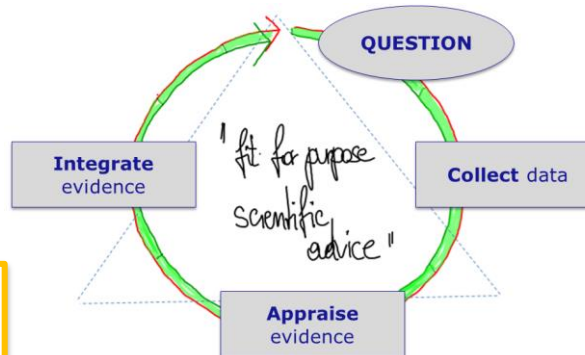 QUESTION
Integrate
evidence
Collect data
"fit for purpose
scientific
advice"
Appraise
evidence